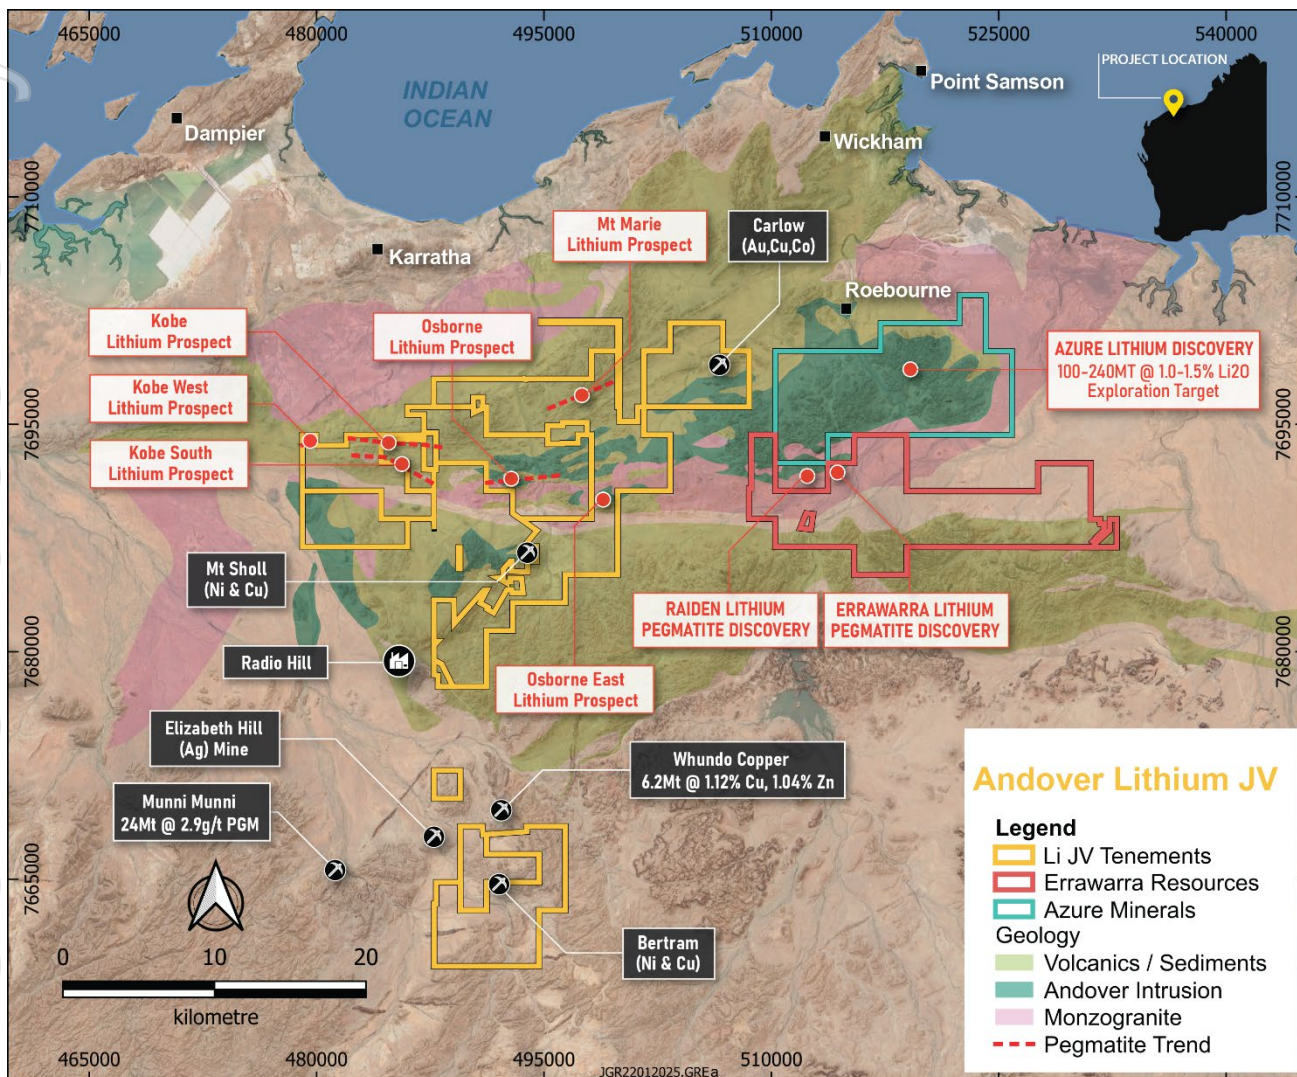 465000
480000
495000
510000
525000
540000
PROJECT LOCATION
INDIAN
OCEAN
Point Samson
Dampier
Wickham
7710000
7710000
Mt Marie
Lithium Prospect
Carlow
(Au,Cu,Co)
Karratha
Roebourne
Kobe
Lithium Prospect
Osborne
Lithium Prospect
AZURE LITHIUM DISCOVERY
100-240MT @ 1.0-1.5% Li2O
Exploration Target
Kobe West
Lithium Prospect
7695000
7695000
Kobe South
Lithium Prospect
Mt Sholl
(Ni & Cu)
RAIDEN LITHIUM
PEGMATITE DISCOVERY
ERRAWARRA LITHIUM
PEGMATITE DISCOVERY
7680000
7680000
Radio Hill
Osborne East
Lithium Prospect
Elizabeth Hill
(Ag) Mine
Whundo Copper
6.2Mt @ 1.12% Cu, 1.04% Zn
Munni Munni
24Mt @ 2.9g/t PGM
7665000
Bertram
(Ni & Cu)
0
10
20
kilometre
Andover Lithium JV
Legend
Li JV Tenements
Errawarra Resources
Azure Minerals
Geology
Volcanics / Sediments
Andover Intrusion
Monzogranite
Pegmatite Trend
465000
480000
495000
510000
JGR22012025.GREa